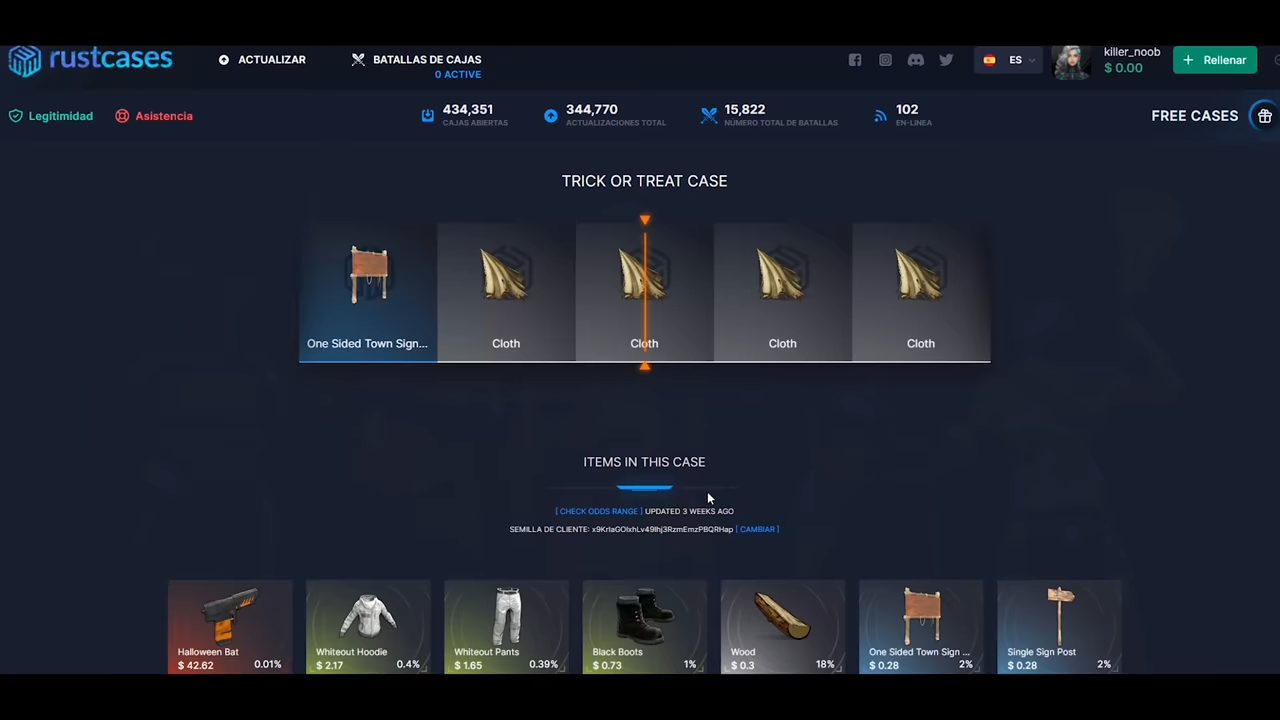 rustcases
ACTUALIZAR
BATALLAS DE CAJAS
0 ACTIVE
ES
killer_noob
$ 0.00
+ Rellenar
Legitimidad
Asistencia
434,351
CAJAS ABIERTAS
344,770
ACTUALIZACIONES TOTAL
15,822
NÚMERO TOTAL DE BATALLAS
102
EN-LINEA
FREE CASES
TRICK OR TREAT CASE
One Sided Town Sign...
Cloth
Cloth
Cloth
Cloth
ITEMS IN THIS CASE
[ CHECK ODDS RANGE ] UPDATED 3 WEEKS AGO
SEMILLA DE CLIENTE: [ CAMBIAR ]
Halloween Bat
$ 42.62 0.01%
Whiteout Hoodie
$ 2.17 0.4%
Whiteout Pants
$ 1.65 0.39%
Black Boots
$ 0.73 1%
Wood
$ 0.3 18%
One Sided Town Sign ...
$ 0.28 2%
Single Sign Post
$ 0.28 2%